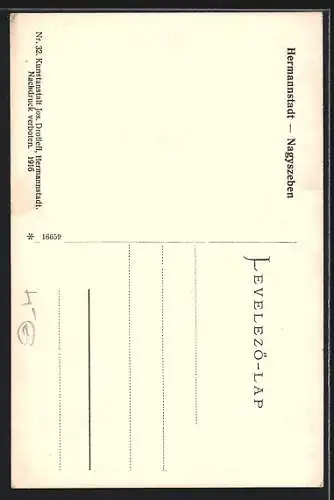 Hermannstadt — Nagyszeben
LEVELEZŐ-LAP
Nr. 32. Kunstanstalt Jos. Drotleff, Hermannstadt.
Nachdruck verboten. 1916
* 16659